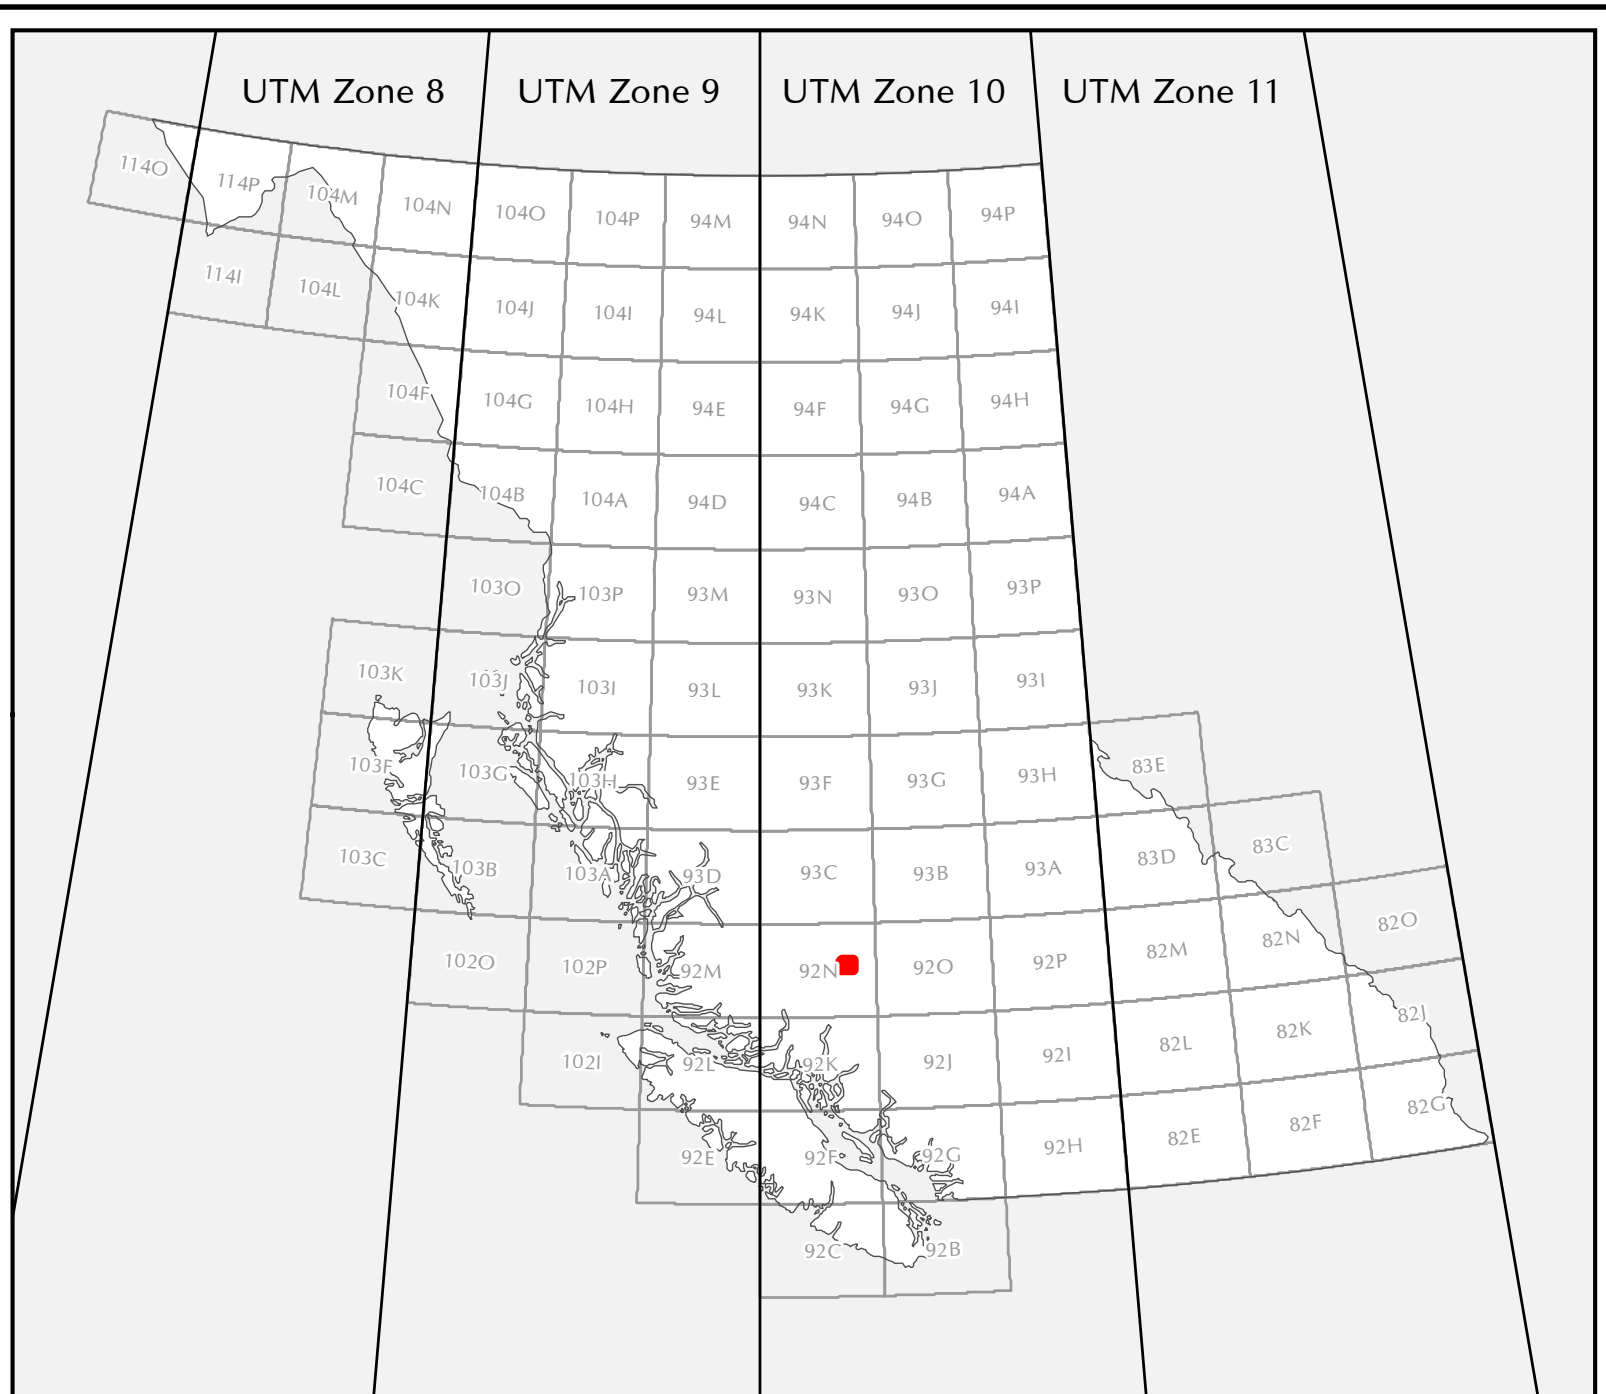 UTM Zone 8 UTM Zone 9 UTM Zone 10 UTM Zone 11
114O 114P 104M 104N 104O 104P 94M 94N 94O 94P
114I 104L 104K 104J 104I 94L 94K 94J 94I
104F 104G 104H 94E 94F 94G 94H
104C 104B 104A 94D 94C 94B 94A
103O 103P 93M 93N 93O 93P
103K 103J 103I 93L 93K 93J 93I
103F 103G 103H 93E 93F 93G 93H 83E
103C 103B 103A 93D 93C 93B 93A 83D 83C
102O 102P 92M 92N 92O 92P 82M 82N 82O
102I 92L 92K 92J 92I 82L 82K 82J
92E 92F 92G 92H 82E 82F 82G
92C 92B